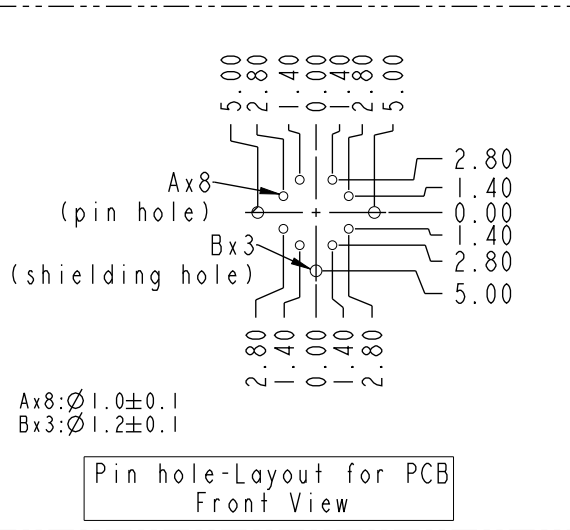 5.00 2.80 1.40 0.00 1.40 2.80 5.00
2.80
Ax8
1.40
(pin hole)
0.00
1.40
Bx3
2.80
(shielding hole)
5.00
2.80 1.40 0.00 1.40 2.80
Ax8:∅1.0±0.1
Bx3:∅1.2±0.1
Pin hole-Layout for PCB
Front View